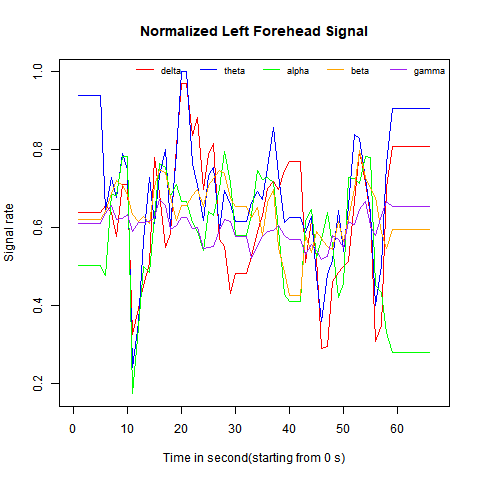 Normalized Left Forehead Signal
delta theta alpha beta gamma
1.0
0.8
0.6
0.4
0.2
Signal rate
0 10 20 30 40 50 60
Time in second(starting from 0 s)